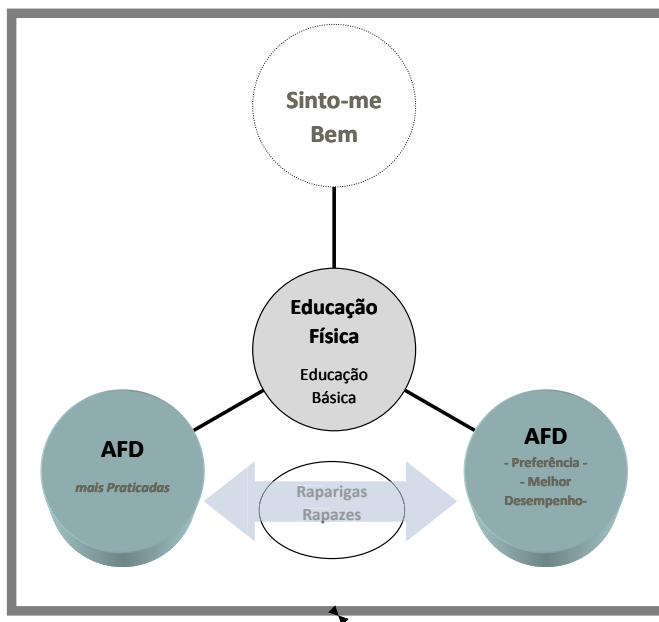 Sinto-me
Bem
Educação
Física
Educação
Básica
AFD
mais Praticadas
AFD
- Preferência -
- Melhor
Desempenho-
Raparigas
Rapazes